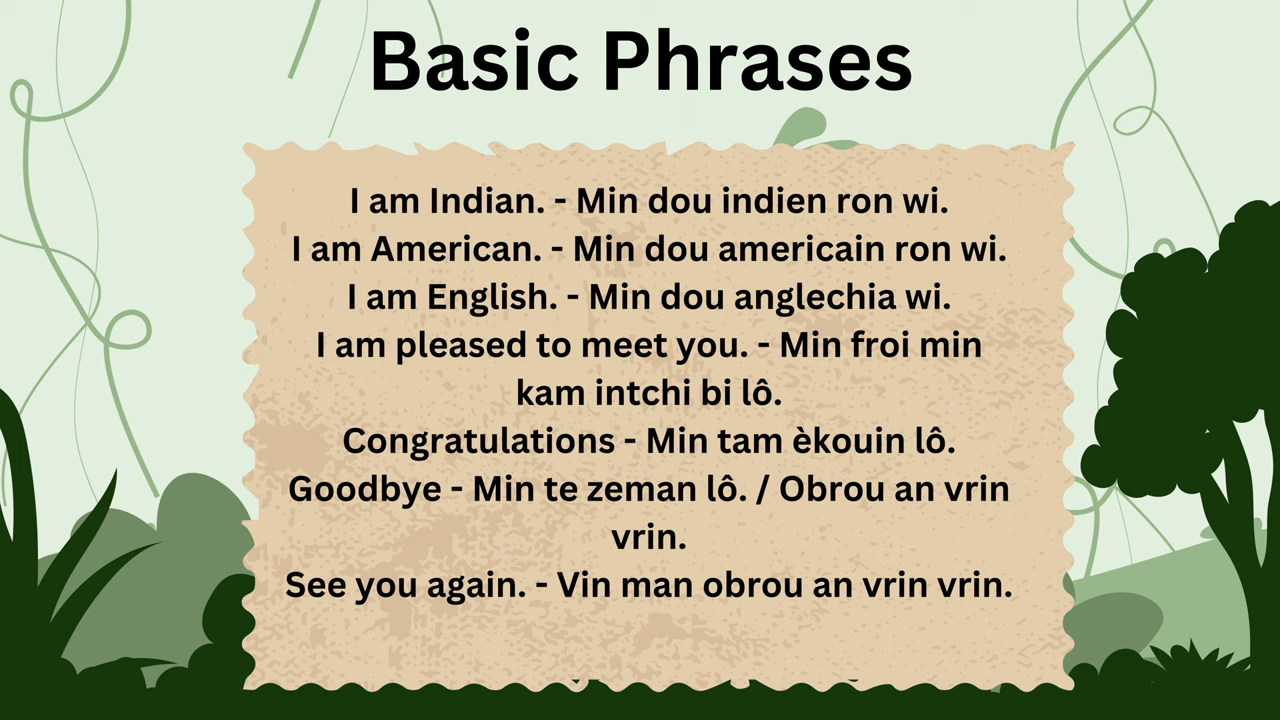 Basic Phrases
I am Indian. - Min dou indien ron wi.
I am American. - Min dou americain ron wi.
I am English. - Min dou anglechia wi.
I am pleased to meet you. - Min froi min
kam intchi bi lô.
Congratulations - Min tam èkouin lô.
Goodbye - Min te zeman lô. / Obrou an vrin
vrin.
See you again. - Vin man obrou an vrin vrin.